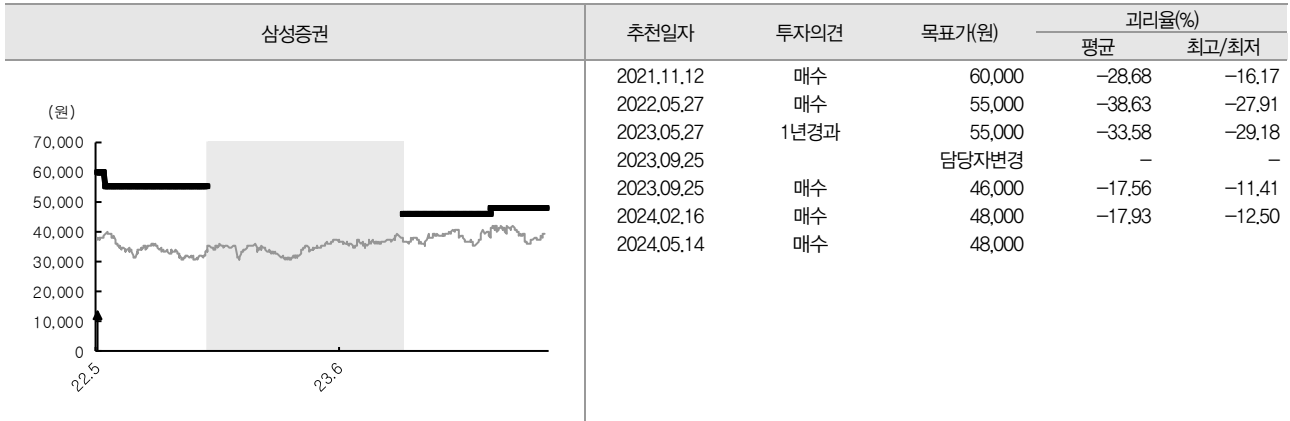 삼성증권 추천일자 투자의견 목표가(원) 괴리율(%)
평균 최고/최저
(원)
70,000
60,000
50,000
40,000
30,000
20,000
10,000
0
22.5 23.6
2021.11.12 매수 60,000 -28.68 -16.17
2022.05.27 매수 55,000 -38.63 -27.91
2023.05.27 1년경과 55,000 -33.58 -29.18
2023.09.25 담당자변경 - -
2023.09.25 매수 46,000 -17.56 -11.41
2024.02.16 매수 48,000 -17.93 -12.50
2024.05.14 매수 48,000